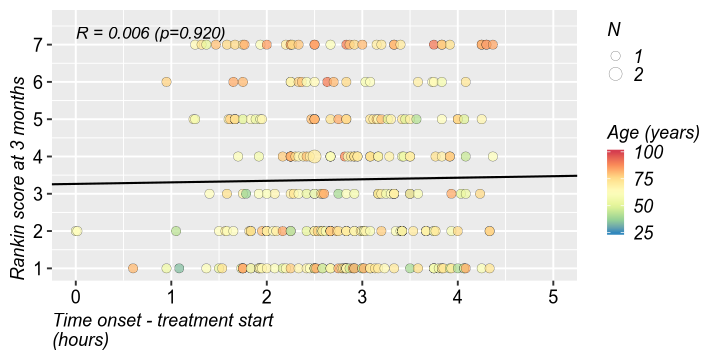 R = 0.006 (p=0.920)
7
6
5
4
3
2
1
Rankin score at 3 months
0 1 2 3 4 5
Time onset - treatment start
(hours)
N
1
2
Age (years)
100
75
50
25